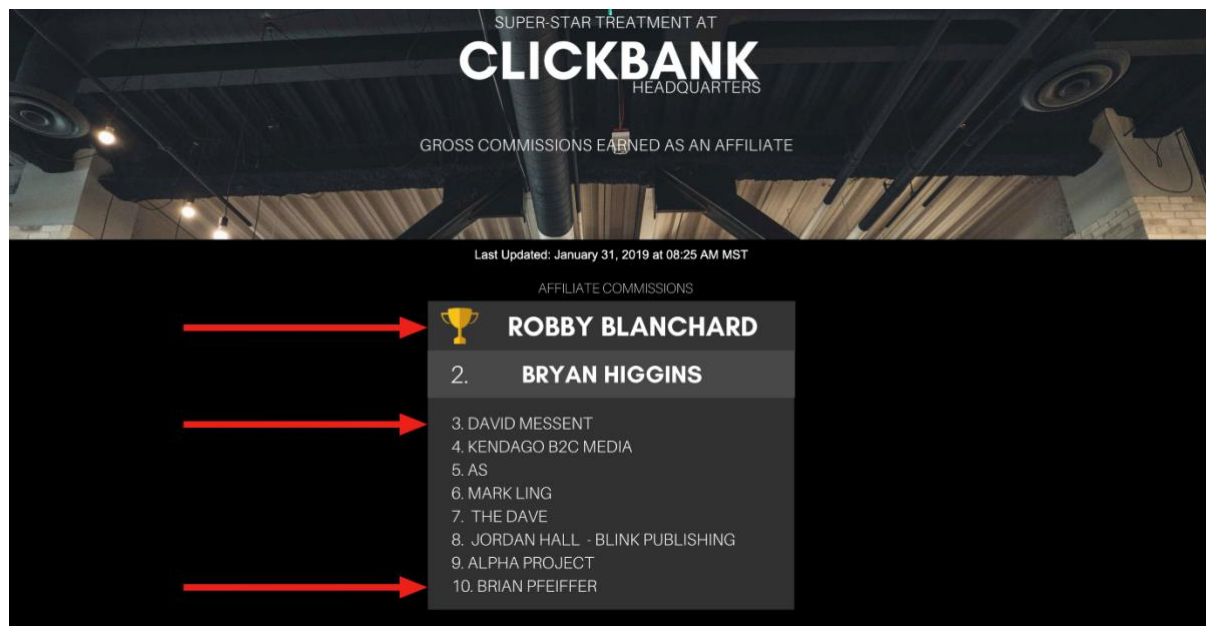 SUPER-STAR TREATMENT AT
CLICKBANK
HEADQUARTERS
GROSS COMMISSIONS EARNED AS AN AFFILIATE
Last Updated: January 31, 2019 at 08:25 AM MST
AFFILIATE COMMISSIONS
ROBBY BLANCHARD
2. BRYAN HIGGINS
3. DAVID MESSENT
4. KENDAGO B2C MEDIA
5. AS
6. MARK LING
7. THE DAVE
8. JORDAN HALL - BLINK PUBLISHING
9. ALPHA PROJECT
10. BRIAN PFEIFFER